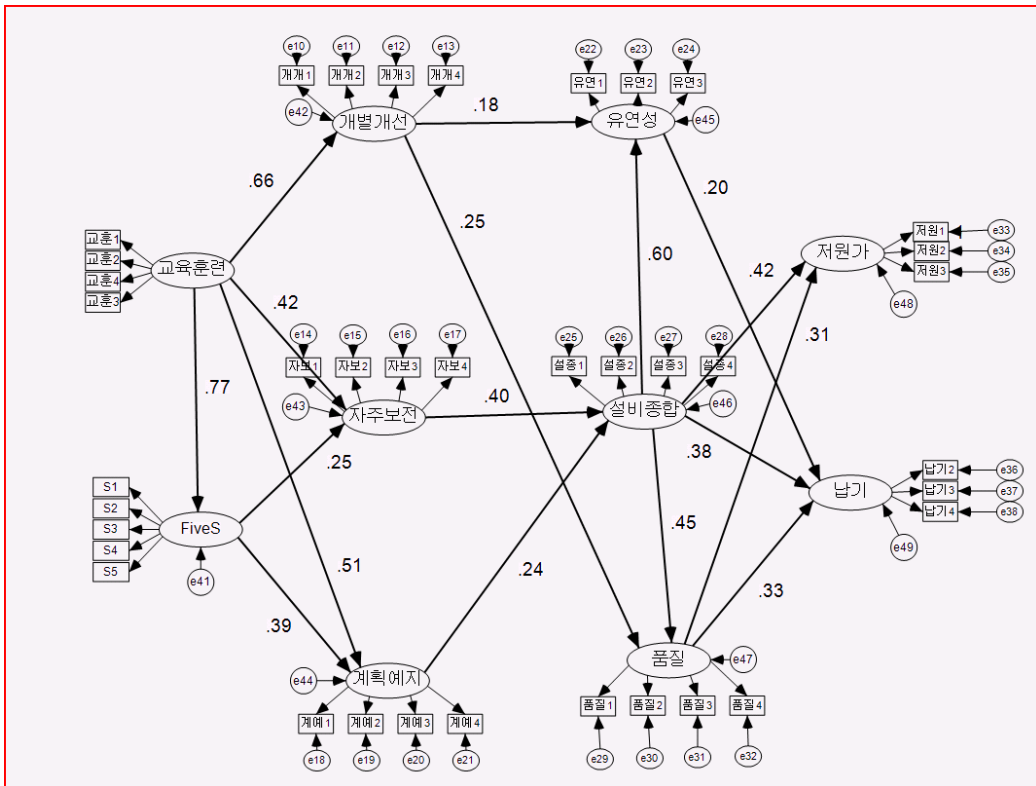 e10 e11 e12 e13
개개1 개개2 개개3 개개4
e42
개별개선
.18
e22 e23 e24
유연1 유연2 유연3
유연성
e45
.66
.25
.20
교훈1
교훈2
교훈4
교훈3
교육훈련
.60
.42
저원가
저원1 e33
저원2 e34
저원3 e35
e48
.42
.31
e14 e15 e16 e17
자보1 자보2 자보3 자보4
e43
자주보전
.77
.40
.25
e25 e26 e27 e28
설종1 설종2 설종3 설종4
설비종합
e46
.38
납기
납기2 e36
납기3 e37
납기4 e38
e49
S1
S2
S3
S4
S5
FiveS
e41
.51
.39
.24
.45
.33
e44
계획예지
계예1 계예2 계예3 계예4
e18 e19 e20 e21
품질
e47
품질1 품질2 품질3 품질4
e29 e30 e31 e32